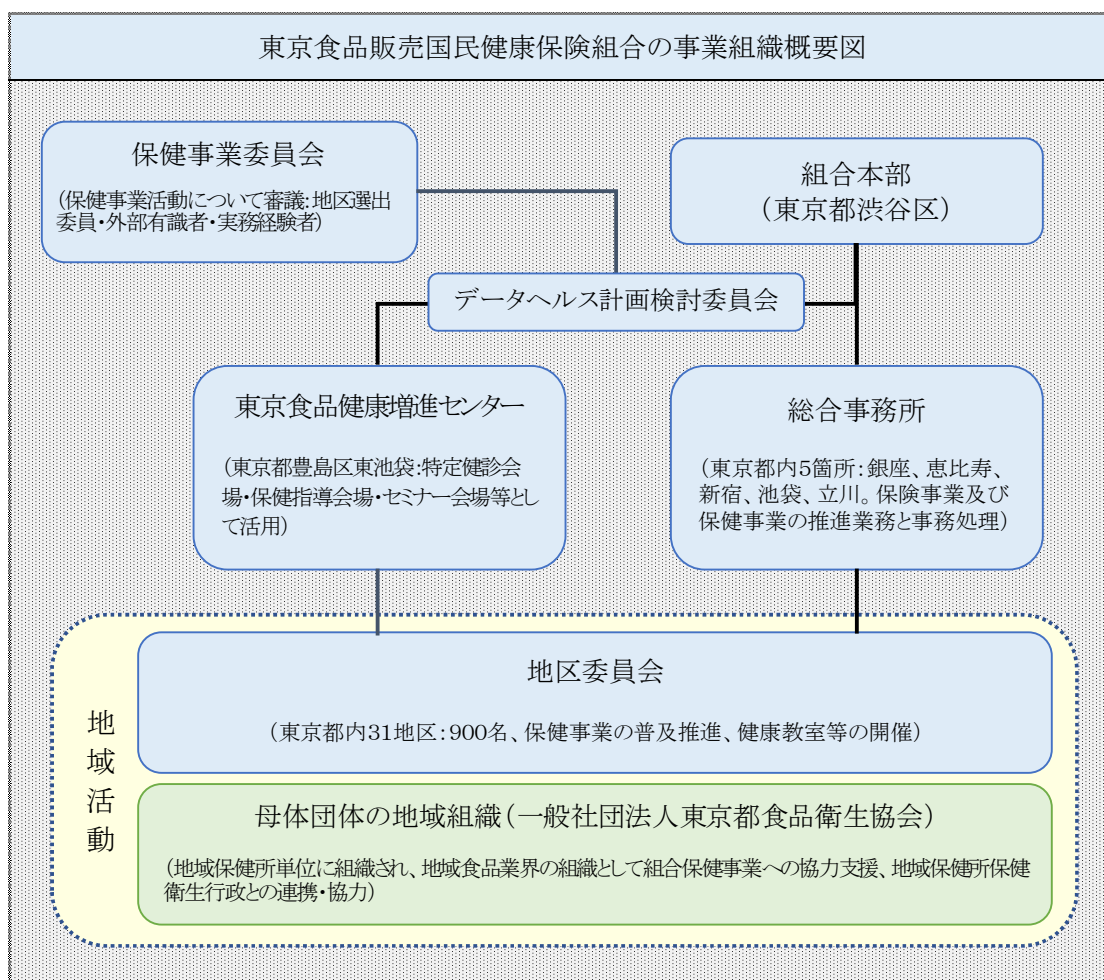 東京食品販売国民健康保険組合の事業組織概要図
保健事業委員会
(保健事業活動について審議:地区選出
委員・外部有識者・実務経験者)
組合本部
(東京都渋谷区)
データヘルス計画検討委員会
東京食品健康増進センター
(東京都豊島区東池袋:特定健診会
場・保健指導会場・セミナー会場等とし
て活用)
総合事務所
(東京都内5箇所:銀座、恵比寿、
新宿、池袋、立川。保険事業及び
保健事業の推進業務と事務処理)
地域活動
地区委員会
(東京都内31地区:900名、保健事業の普及推進、健康教室等の開催)
母体団体の地域組織(一般社団法人東京都食品衛生協会)
(地域保健所単位に組織され、地域食品業界の組織として組合保健事業への協力支援、地域保健所保健
衛生行政との連携・協力)